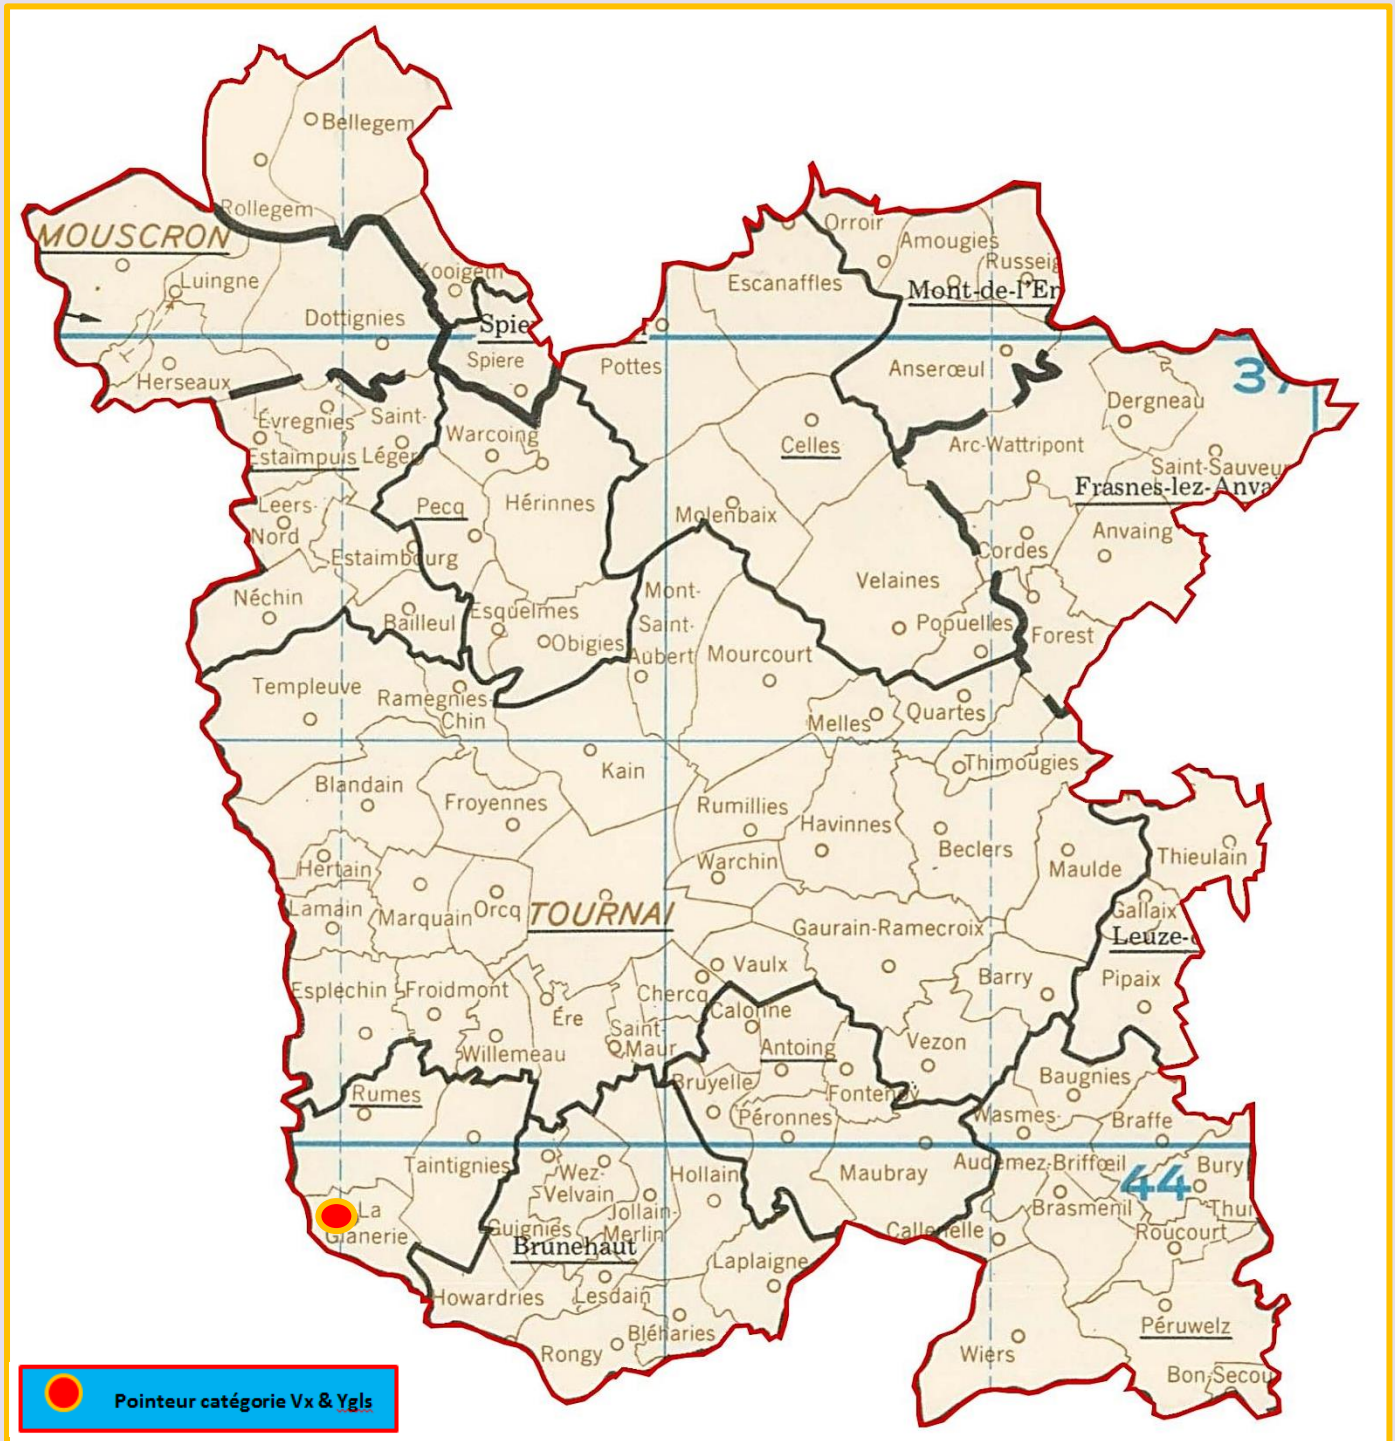 Bellegem
Rollegem
MOUSCRON
Luingne
Kooigem
Dottignies
Spie
Spiere
Herseaux
Orroir
Amougies
Russeig
Escanaffles
Mont-de-l'En
Pottes
Anserœul
37
Dergneau
Évregnies
Saint-
Léger
Estaimpuis
Warcoing
Celles
Arc-Wattripont
Saint-Sauveur
Frasnes-lez-Anva
Leers-
Nord
Pecq
Hérinnes
Molenbaix
Cordes
Anvaing
Estaimbourg
Velaines
Néchin
Bailleul
Esquelmes
Obigies
Mont-
Saint-
Aubert
Mourcourt
Popuelles
Forest
Templeuve
Ramegnies-
Chin
Melles
Quartes
Kain
Thimougies
Blandain
Froyennes
Rumillies
Havinnes
Beclers
Hertain
Warchin
Maulde
Thieulain
Lamain
Marquain
Orcq
TOURNAI
Gaurain-Ramecroix
Gallaix
Leuze-
Vaulx
Barry
Pipaix
Esplechin
Froidmont
Ere
Chercq
Calonne
Willemeau
Saint-
Maur
Antoing
Vezon
Rumes
Bruyelle
Fontenoy
Baugnies
Péronnes
Wasmes-
Audemez-Briffœil
Braffe
Taintignies
Wez-
Velvain
Hollain
Maubray
44
Bury
La
Glanerie
Guignies
Jollain-
Merlin
Brasmenil
Thui
Brunehaut
Callenelle
Roucourt
Laplaigne
Howardries
Lesdain
Bléharies
Rongy
Péruwelz
Wiers
Bon-Secou
Pointeur catégorie Vx & Ygls